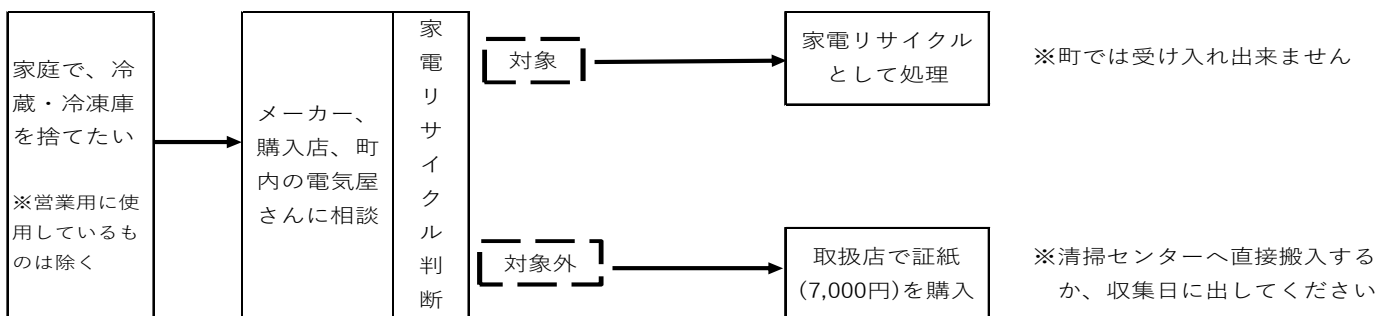 家庭で、冷
蔵・冷凍庫
を捨てたい
※営業用に使
用しているも
のは除く
メーカー、
購入店、町
内の電気屋
さんに相談
家電リサイクル判断
対象
家電リサイクル
として処理
※町では受け入れ出来ません
対象外
取扱店で証紙
(7,000円)を購入
※清掃センターへ直接搬入する
か、収集日に出してください